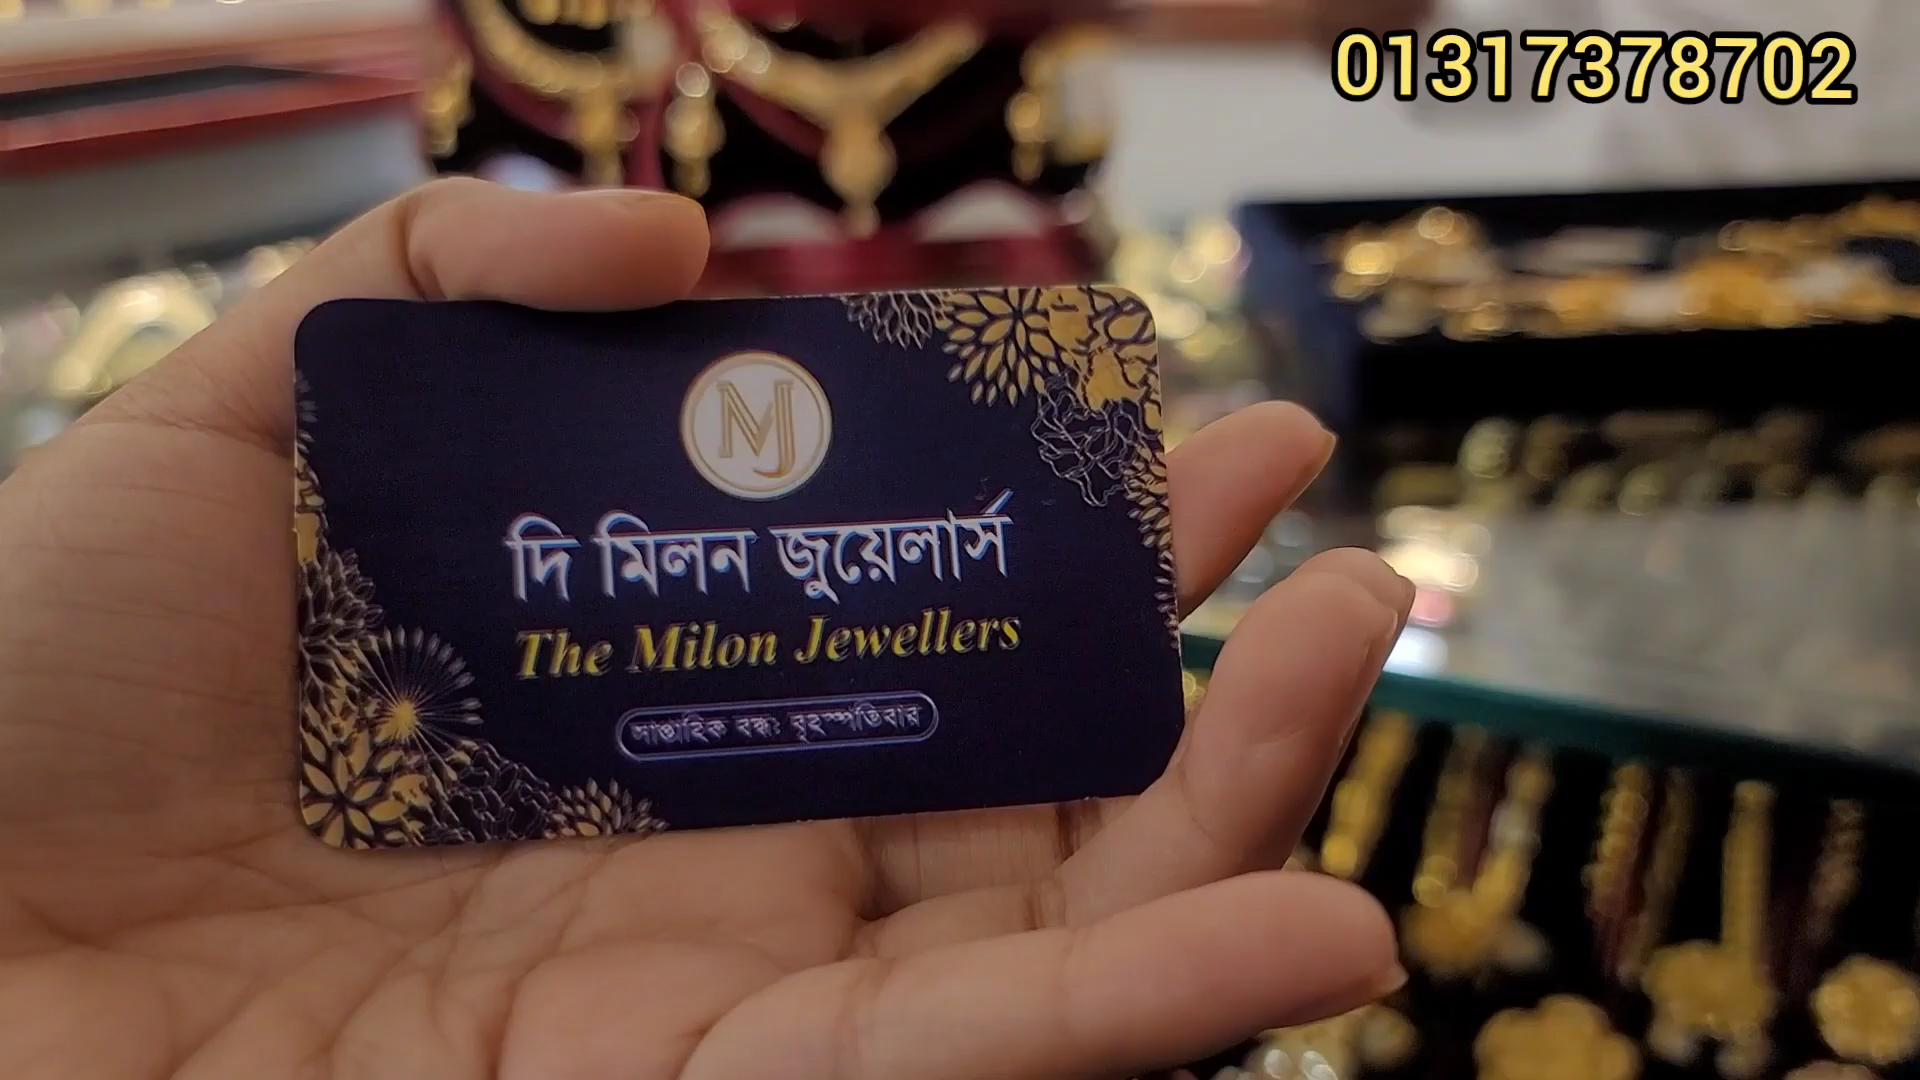 01317378702
MJ
দি মিলন জুয়েলার্স
The Milon Jewellers
সাপ্তাহিক বন্ধঃ বৃহস্পতিবার